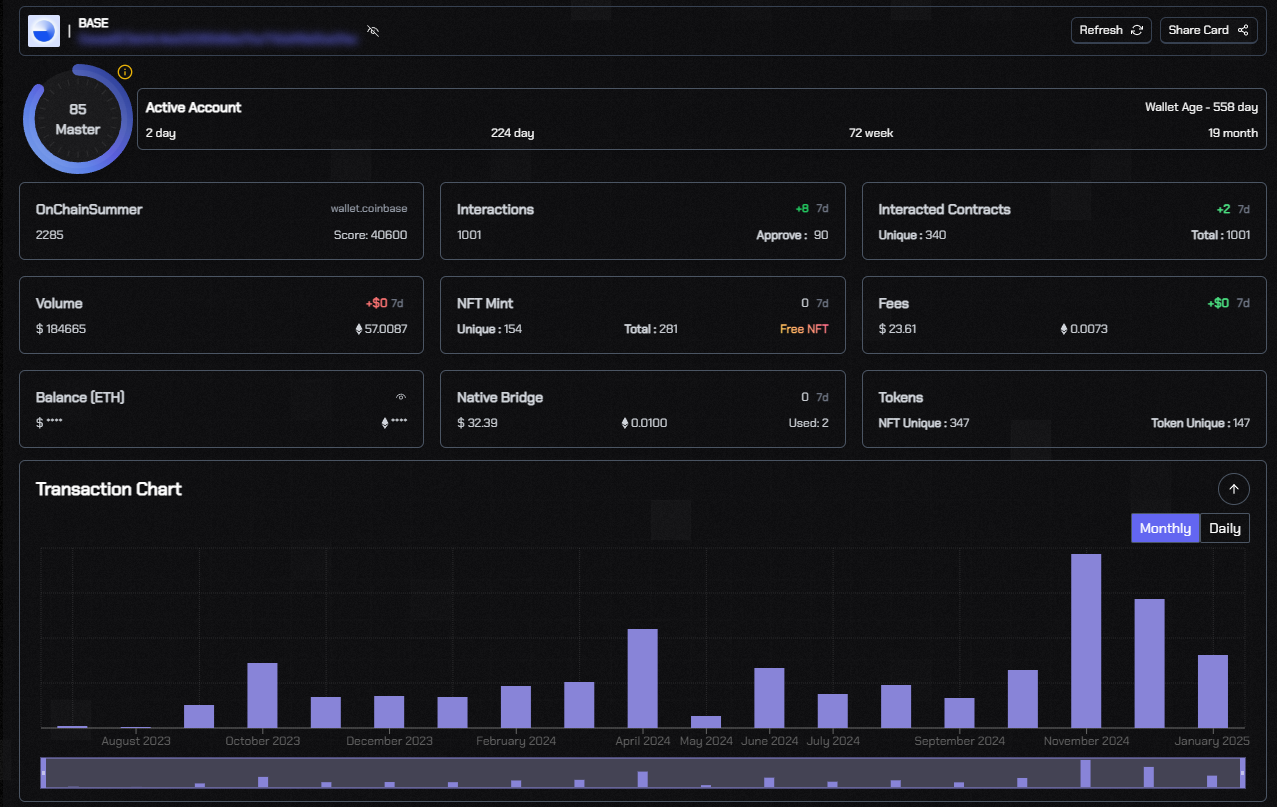 BASE
Refresh
Share Card
85
Master
Active Account
Wallet Age - 558 day
2 day
224 day
72 week
19 month
OnChainSummer
wallet.coinbase
2285
Score: 40600
Interactions
+8 7d
1001
Approve : 90
Interacted Contracts
+2 7d
Unique : 340
Total : 1001
Volume
+$0 7d
$ 184665
57.0087
NFT Mint
0 7d
Unique : 154
Total : 281
Free NFT
Fees
+$0 7d
$ 23.61
0.0073
Balance (ETH)
$ ****
****
Native Bridge
0 7d
$ 32.39
0.0100
Used: 2
Tokens
NFT Unique : 347
Token Unique : 147
Transaction Chart
Monthly
Daily
August 2023
October 2023
December 2023
February 2024
April 2024
May 2024
June 2024
July 2024
September 2024
November 2024
January 2025